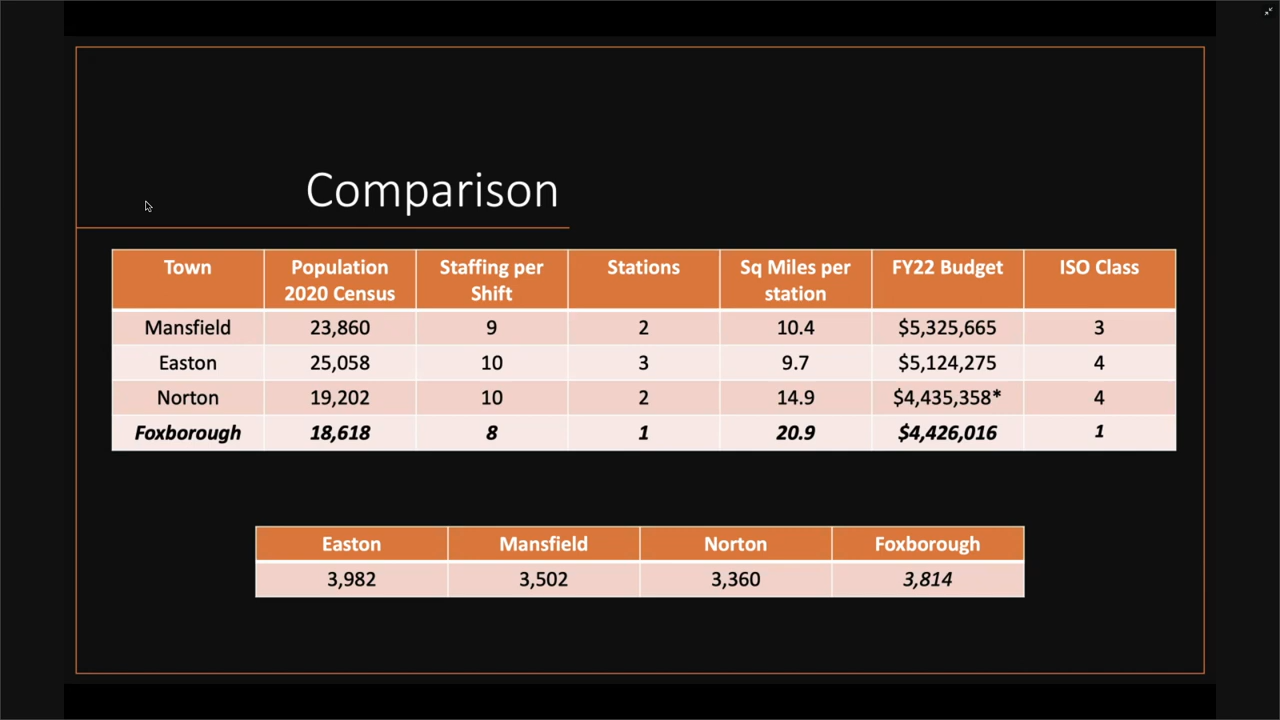 Comparison
Town Population 2020 Census Staffing per Shift Stations Sq Miles per station FY22 Budget ISO Class
Mansfield 23,860 9 2 10.4 $5,325,665 3
Easton 25,058 10 3 9.7 $5,124,275 4
Norton 19,202 10 2 14.9 $4,435,358* 4
Foxborough 18,618 8 1 20.9 $4,426,016 1
Easton Mansfield Norton Foxborough
3,982 3,502 3,360 3,814